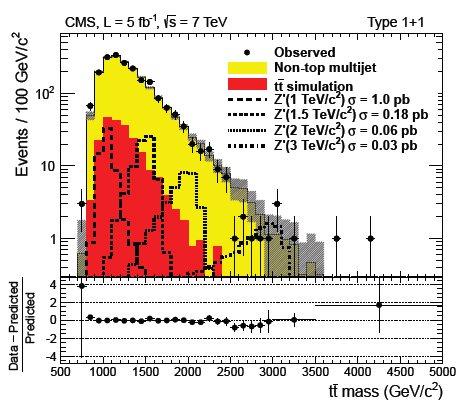 CMS, L = 5 fb⁻¹, √s = 7 TeV Type 1+1
Events / 100 GeV/c²
10²
10
1
Observed
Non-top multijet
tt̄ simulation
Z'(1 TeV/c²) σ = 1.0 pb
Z'(1.5 TeV/c²) σ = 0.18 pb
Z'(2 TeV/c²) σ = 0.06 pb
Z'(3 TeV/c²) σ = 0.03 pb
Data – Predicted
Predicted
4
2
0
-2
-4
500 1000 1500 2000 2500 3000 3500 4000 4500 5000
tt̄ mass (GeV/c²)